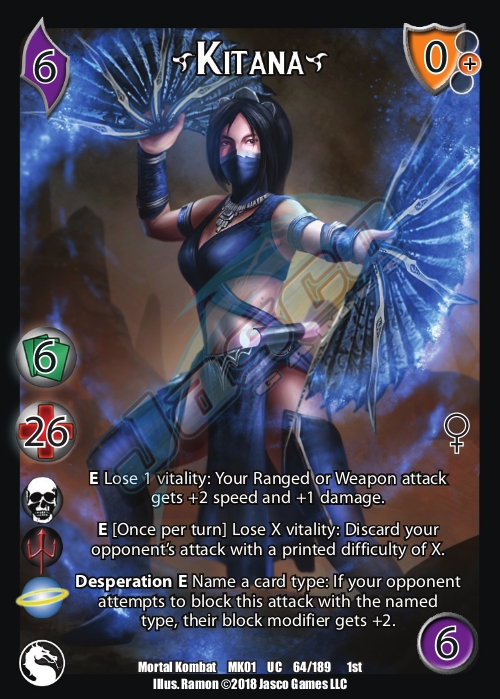 6
Kitana
0
+
6
26
E Lose 1 vitality: Your Ranged or Weapon attack
gets +2 speed and +1 damage.
E [Once per turn] Lose X vitality: Discard your
opponent's attack with a printed difficulty of X.
Desperation E Name a card type: If your opponent
attempts to block this attack with the named
type, their block modifier gets +2.
6
Mortal Kombat MK01 UC 64/189 1st
Illus. Ramon ©2018 Jasco Games LLC